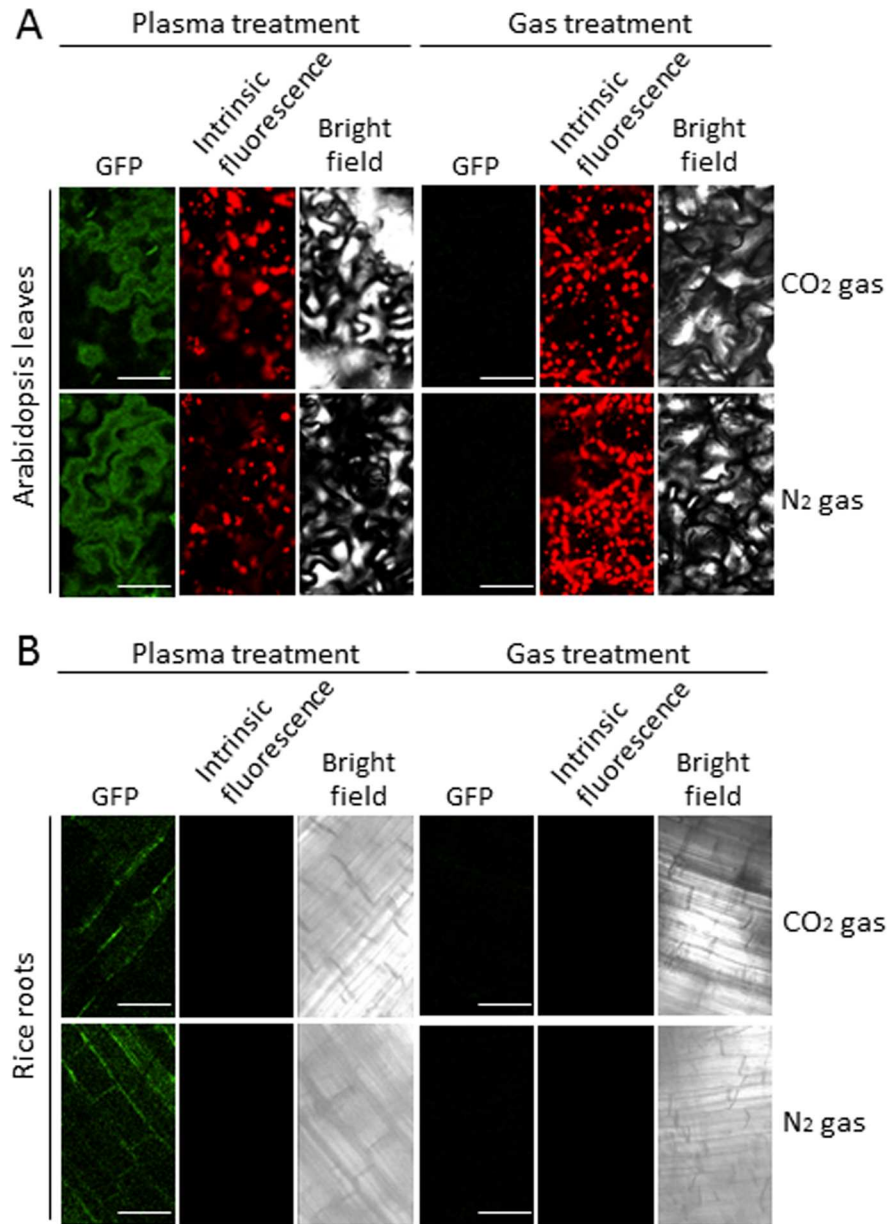 A
Plasma treatment
Gas treatment
GFP
Intrinsic
fluorescence
Bright
field
GFP
Intrinsic
fluorescence
Bright
field
Arabidopsis leaves
CO2 gas
N2 gas
B
Plasma treatment
Gas treatment
GFP
Intrinsic
fluorescence
Bright
field
GFP
Intrinsic
fluorescence
Bright
field
Rice roots
CO2 gas
N2 gas